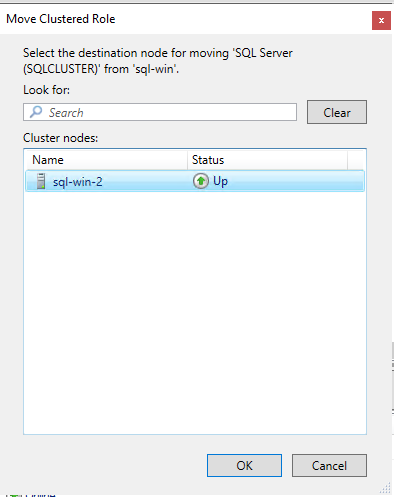 Move Clustered Role
x
Select the destination node for moving 'SQL Server
(SQLCLUSTER)' from 'sql-win'.
Look for:
Search
Clear
Cluster nodes:
Name Status
sql-win-2 Up
OK Cancel